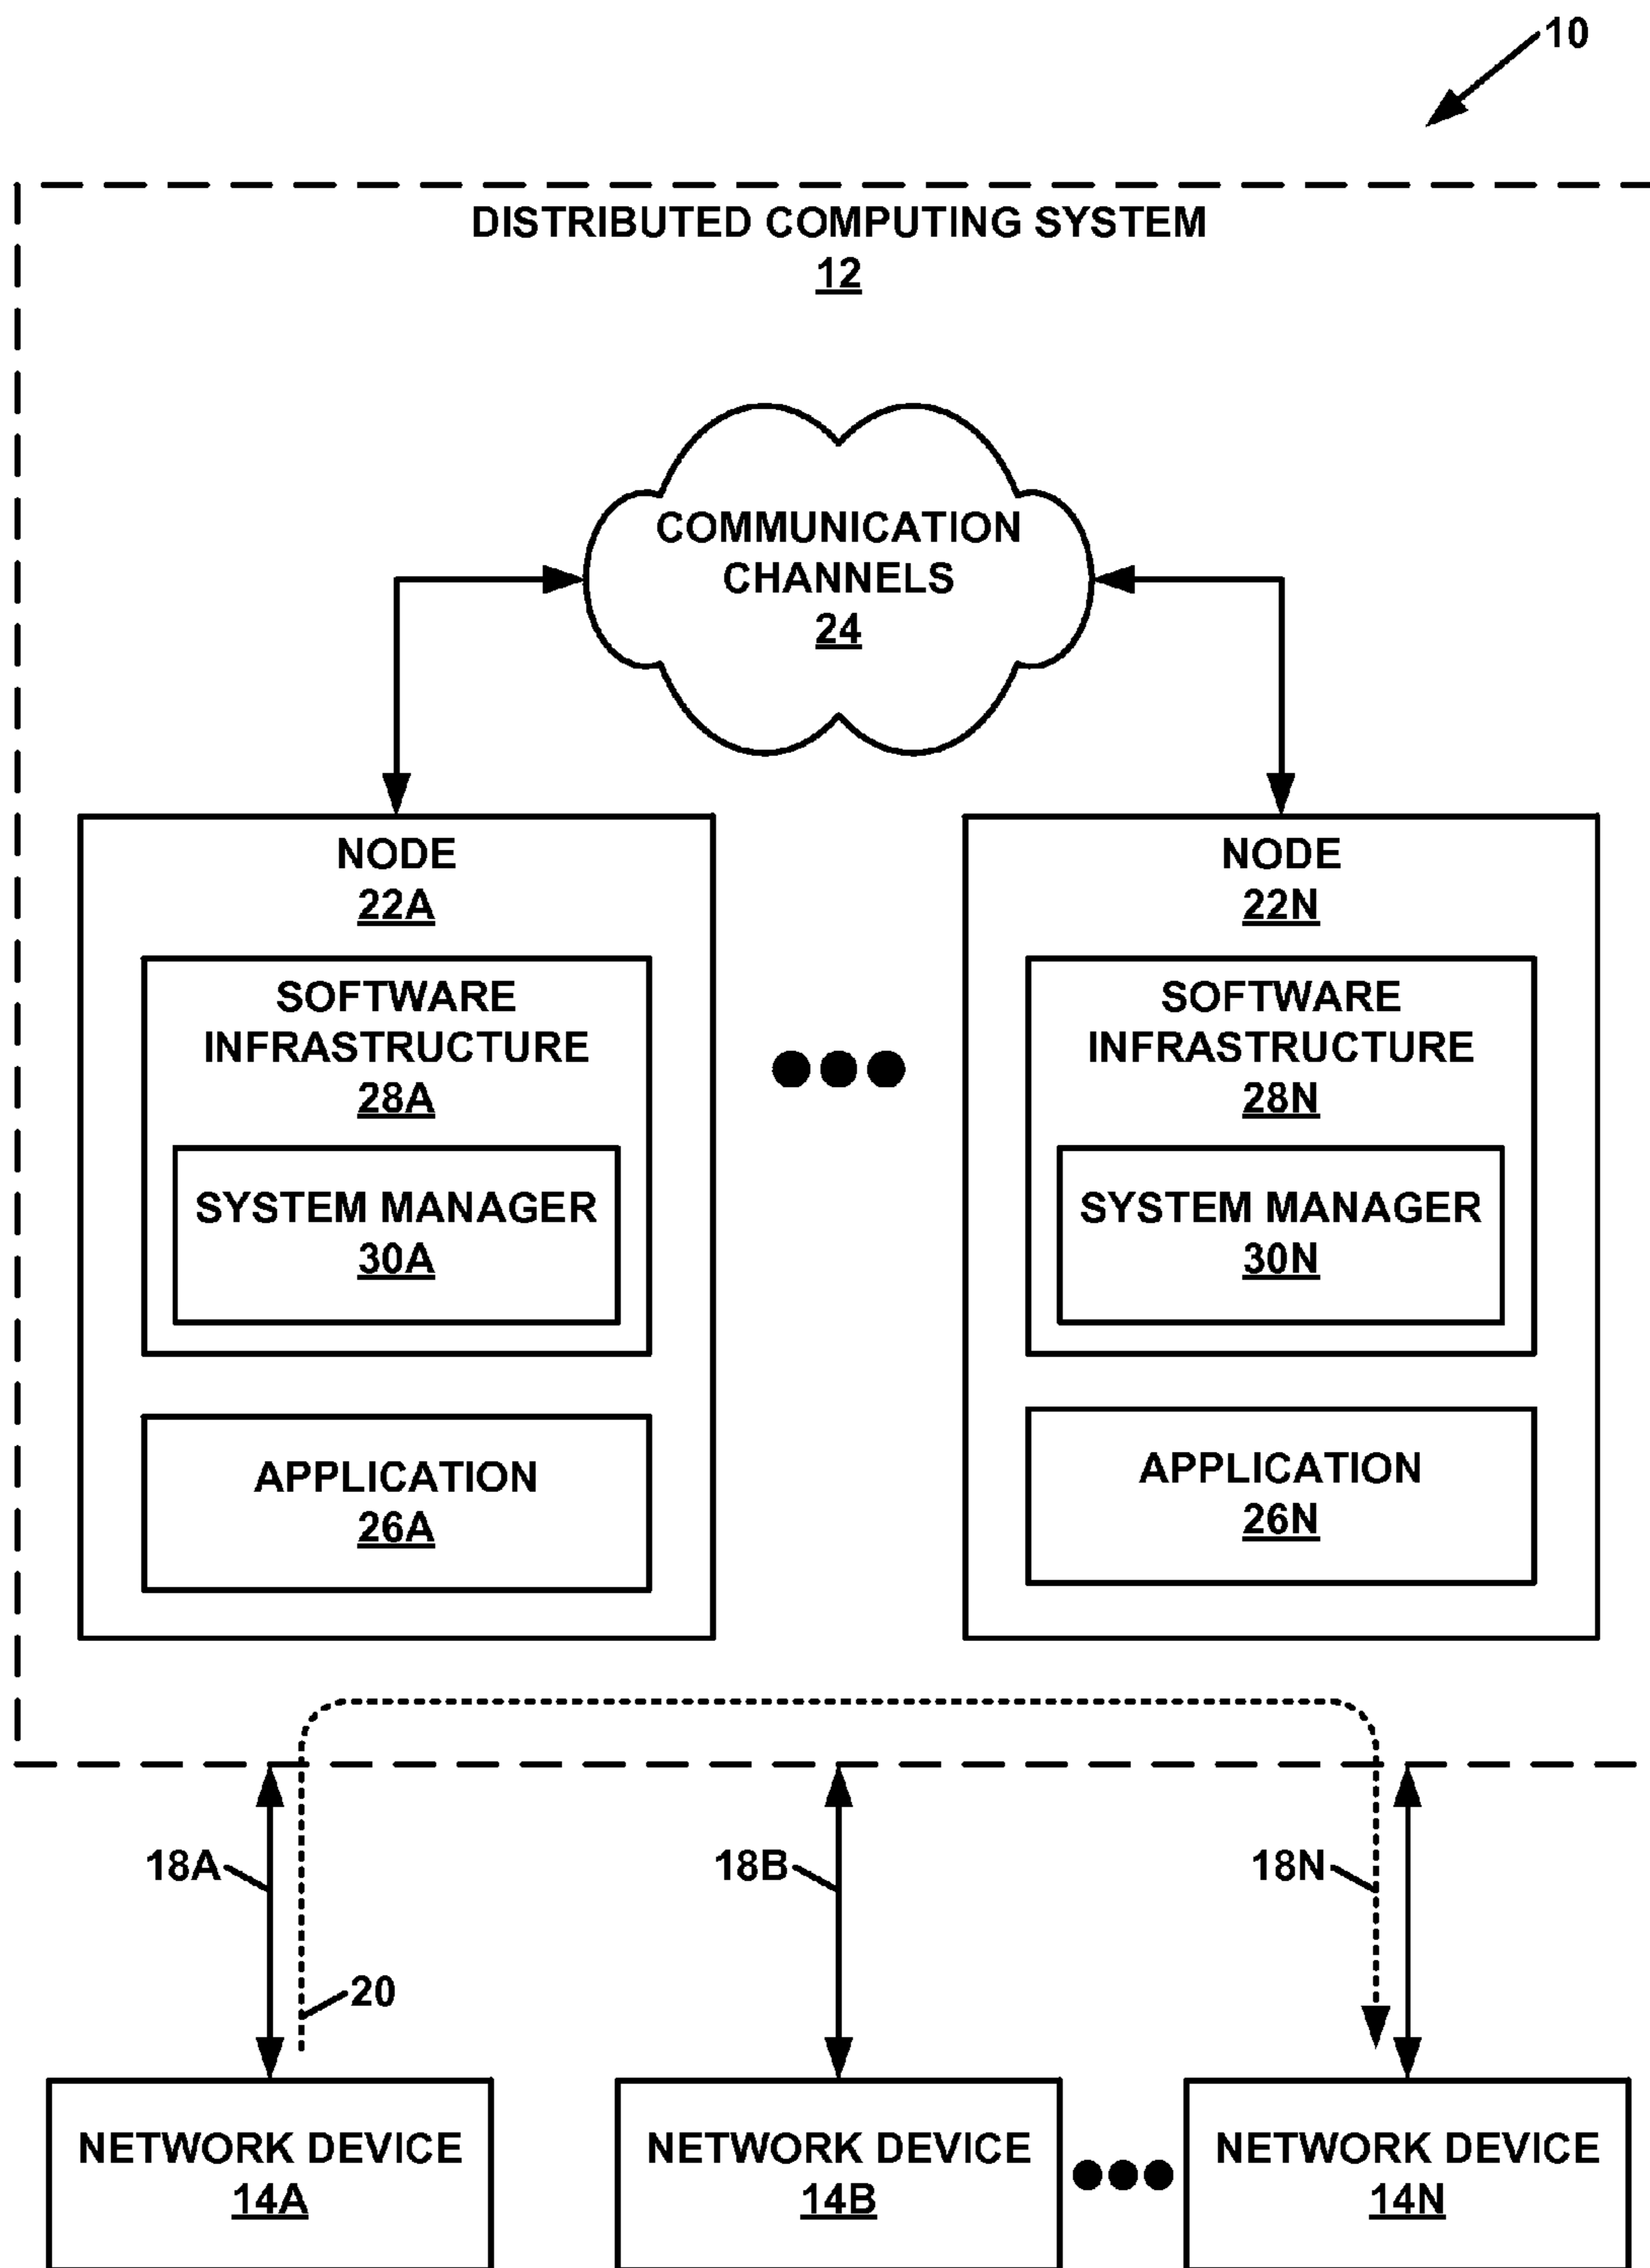 10
DISTRIBUTED COMPUTING SYSTEM
12
COMMUNICATION
CHANNELS
24
NODE
22A
SOFTWARE
INFRASTRUCTURE
28A
SYSTEM MANAGER
30A
APPLICATION
26A
NODE
22N
SOFTWARE
INFRASTRUCTURE
28N
SYSTEM MANAGER
30N
APPLICATION
26N
18A
18B
18N
20
NETWORK DEVICE
14A
NETWORK DEVICE
14B
NETWORK DEVICE
14N